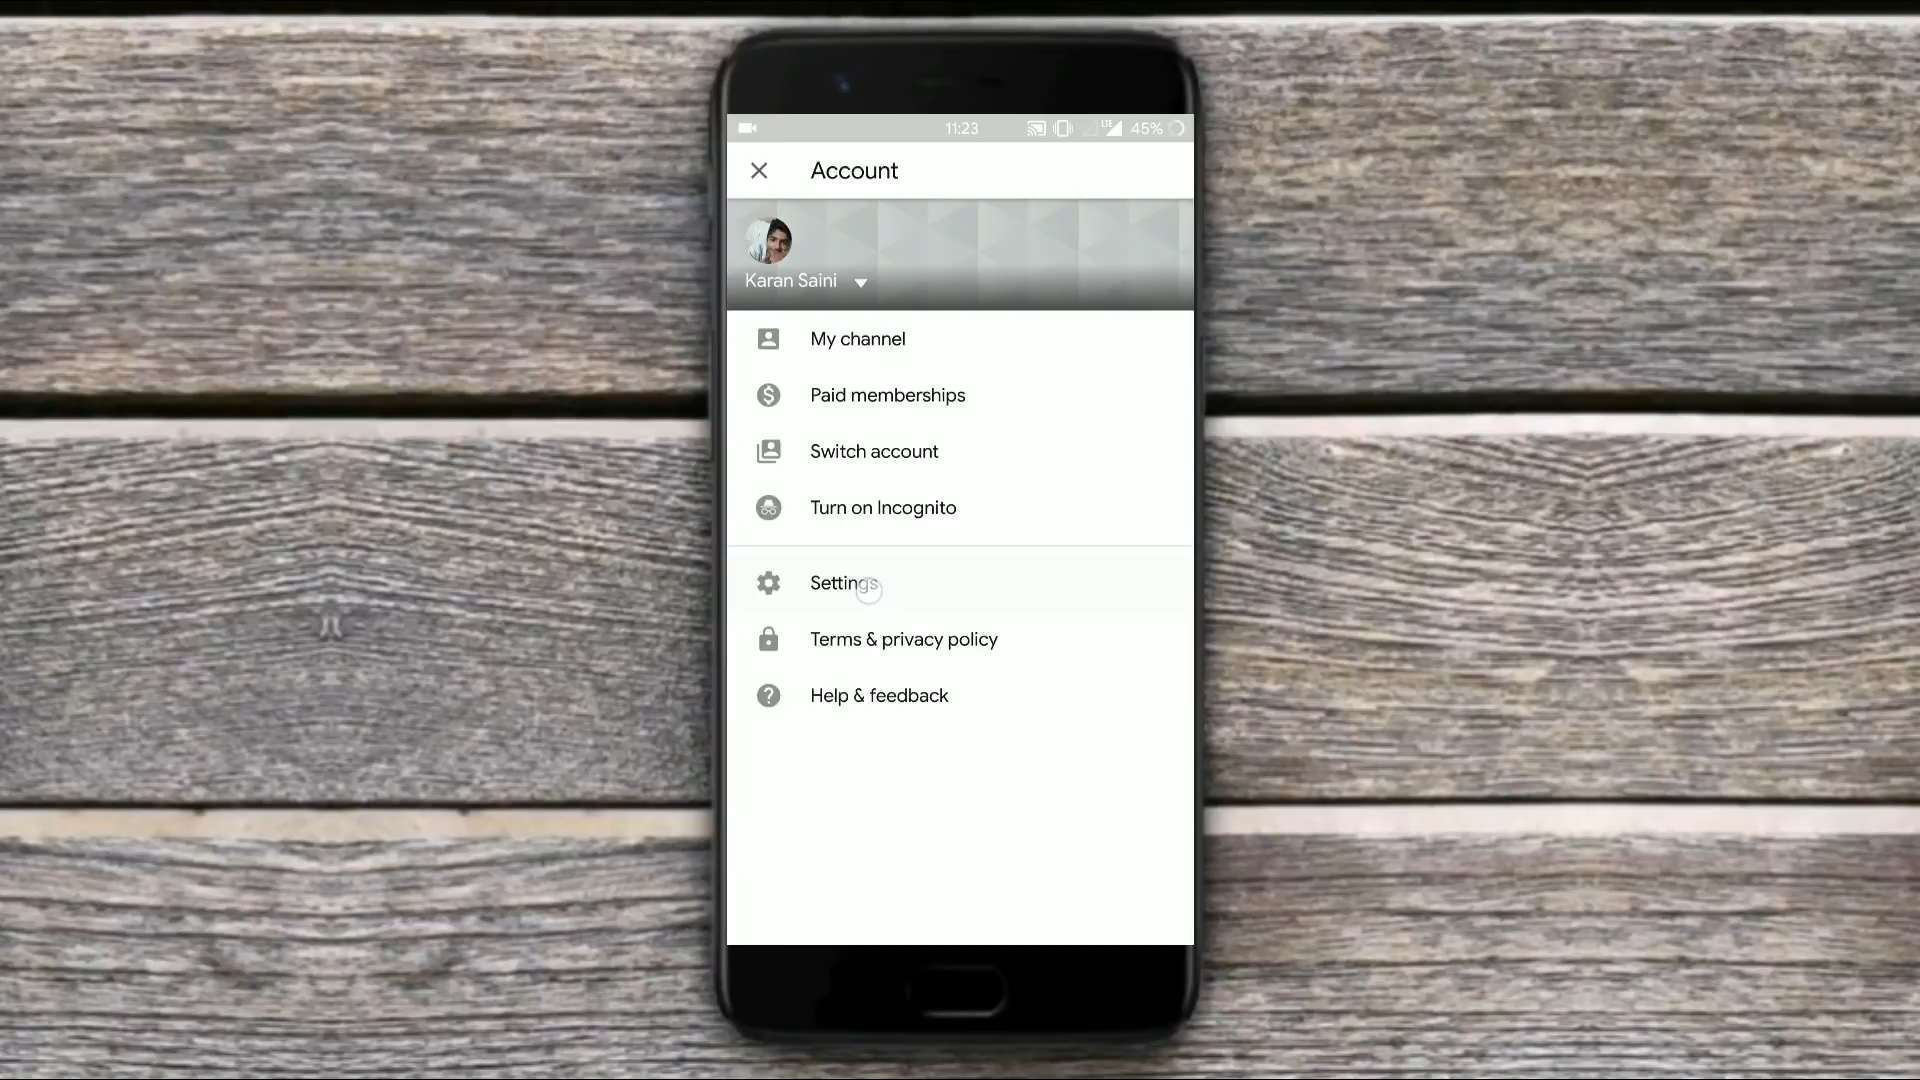 11:23 LTE 45%
Account
Karan Saini
My channel
Paid memberships
Switch account
Turn on Incognito
Settings
Terms & privacy policy
Help & feedback